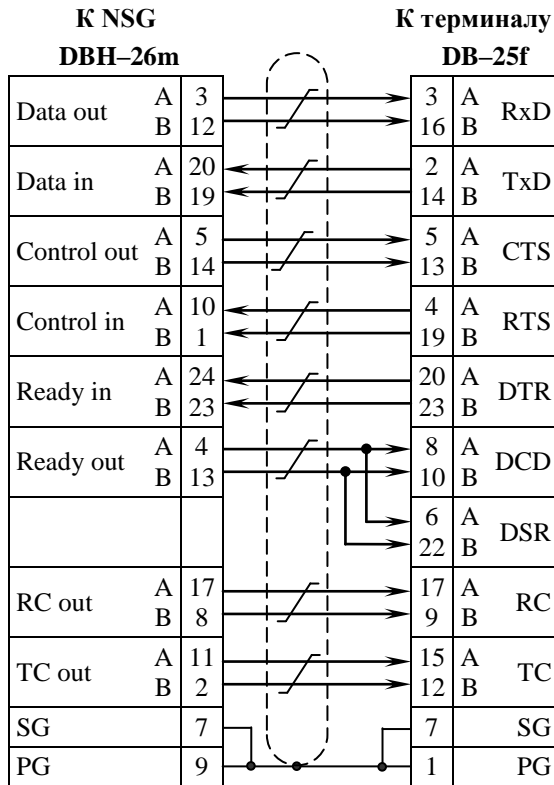 К NSG К терминалу
DBH–26m DB–25f
Data out A 3 3 A RxD
B 12 16 B
Data in A 20 2 A TxD
B 19 14 B
Control out A 5 5 A CTS
B 14 13 B
Control in A 10 4 A RTS
B 1 19 B
Ready in A 24 20 A DTR
B 23 23 B
Ready out A 4 8 A DCD
B 13 10 B
6 A DSR
22 B
RC out A 17 17 A RC
B 8 9 B
TC out A 11 15 A TC
B 2 12 B
SG 7 7 SG
PG 9 1 PG